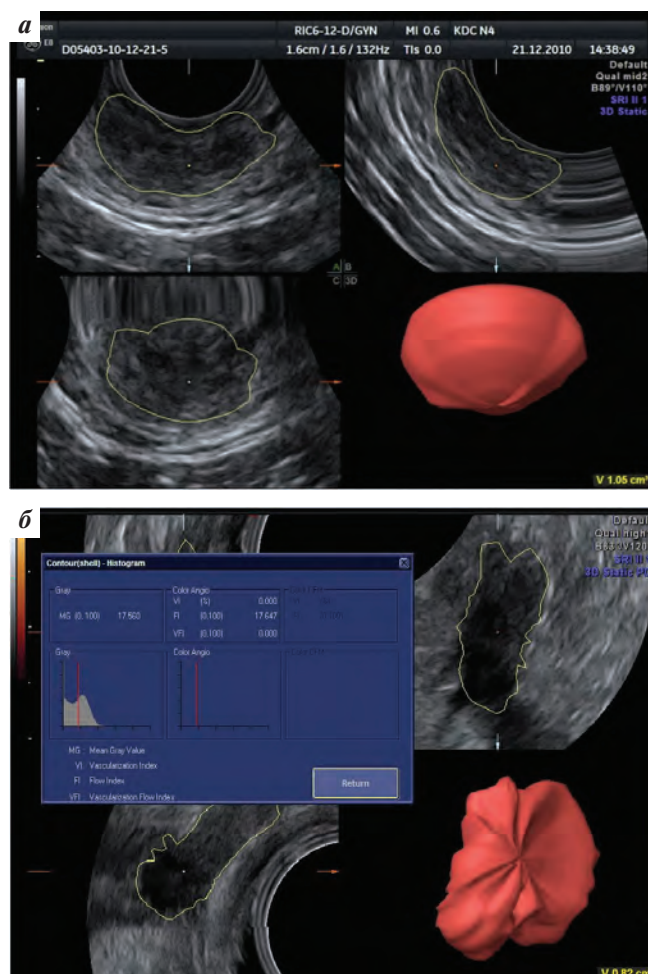 а
RIC6-12-D/GYN MI 0.6 KDC N4
D05403-10-12-21-5 1.6cm / 1.6 / 132Hz TIs 0.0 21.12.2010 14:38:49
Default
Qual mid2
B89°/V110°
SRI II 1
3D Static
A B
C 3D
V 1.05 cm³
б
Default
Qual high
SRI II
3D Static
Contour(shell) - Histogram
Gray Color Angio
VI (%) 0.000
MG (0..100) 17.560 FI (0.100) 17.647
VFI (0.100) 0.000
Gray Color Angio
MG : Mean Gray Value
VI : Vascularization Index
FI : Flow Index
VFI : Vascularization Flow Index
Return
V 0.82 cm³